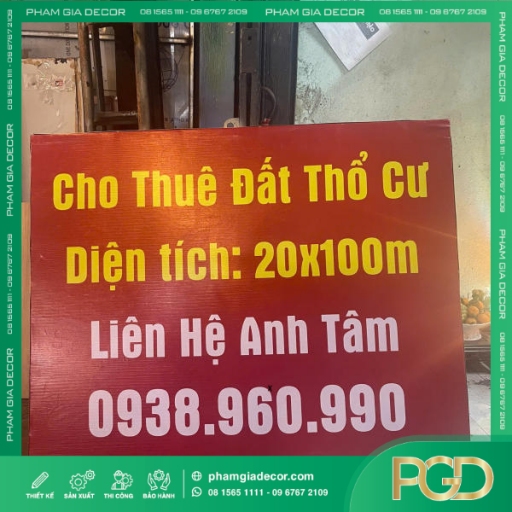 PHAM GIA DECOR
08 1565 1111 - 09 6767 2109
PHAM GIA DECOR
08 1565 1111 - 09 6767 2109
Cho Thuê Đất Thổ Cư
Diện tích: 20x100m
Liên Hệ Anh Tâm
0938.960.990
THIẾT KẾ
SẢN XUẤT
THI CÔNG
BẢO HÀNH
phamgiadecor.com
08 1565 1111 - 09 6767 2109
PGD